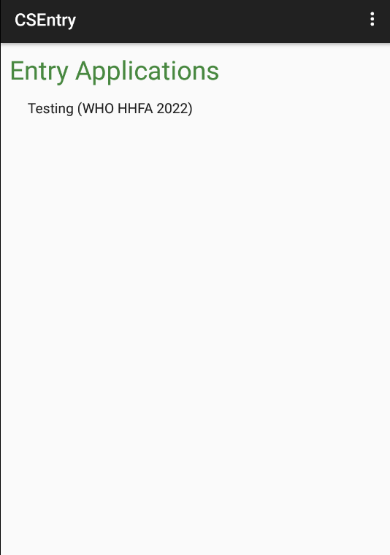 CSEntry
Entry Applications
Testing (WHO HHFA 2022)